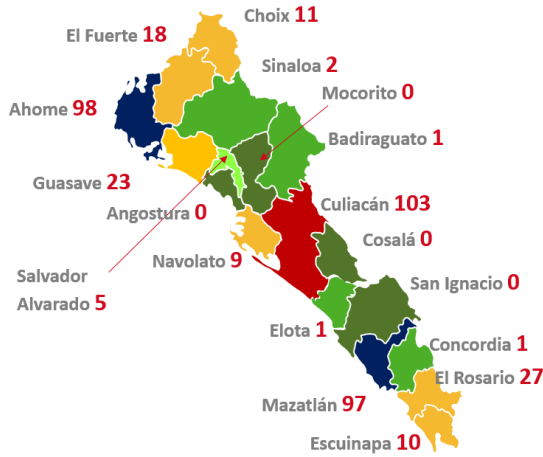 Choix 11
El Fuerte 18
Sinaloa 2
Mocorito 0
Ahome 98
Badiraguato 1
Guasave 23
Culiacán 103
Angostura 0
Cosalá 0
Navolato 9
Salvador
Alvarado 5
San Ignacio 0
Elota 1
Concordia 1
El Rosario 27
Mazatlán 97
Escuinapa 10